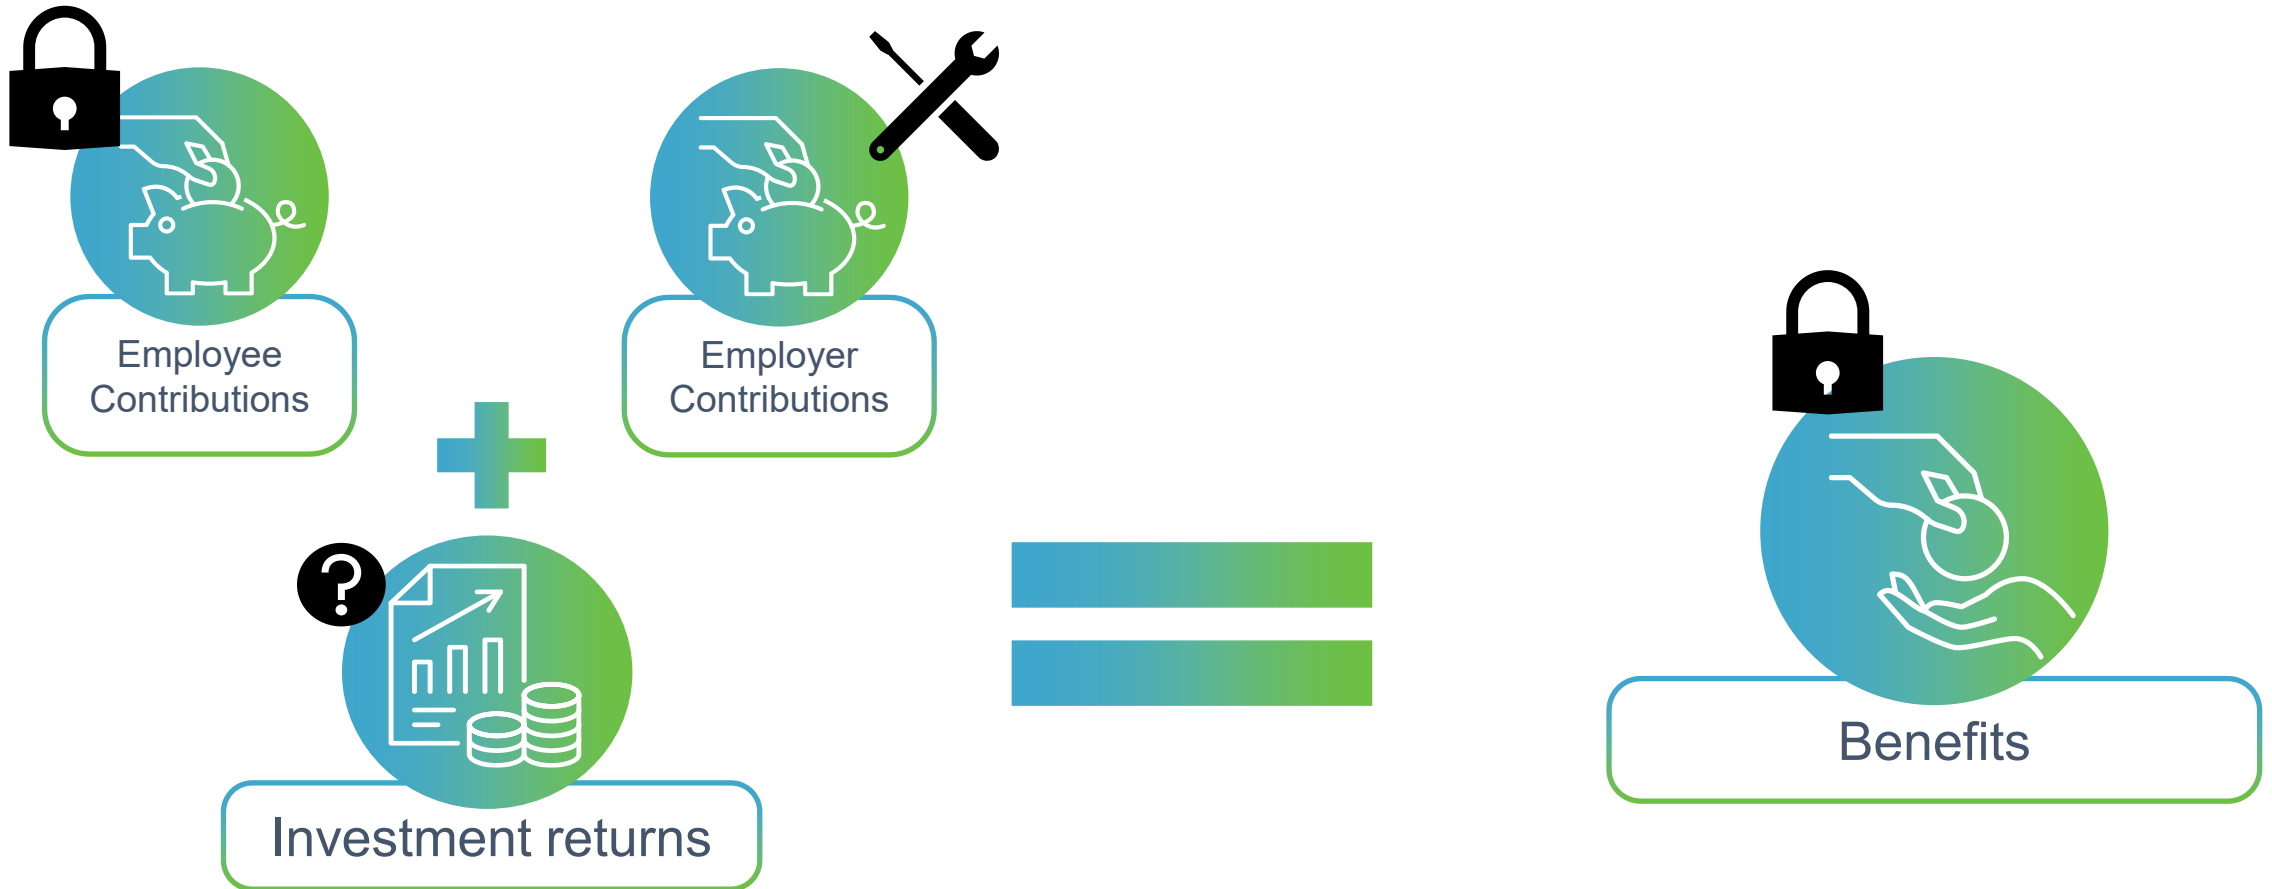 Employee
Contributions
Employer
Contributions
?
Investment returns
Benefits